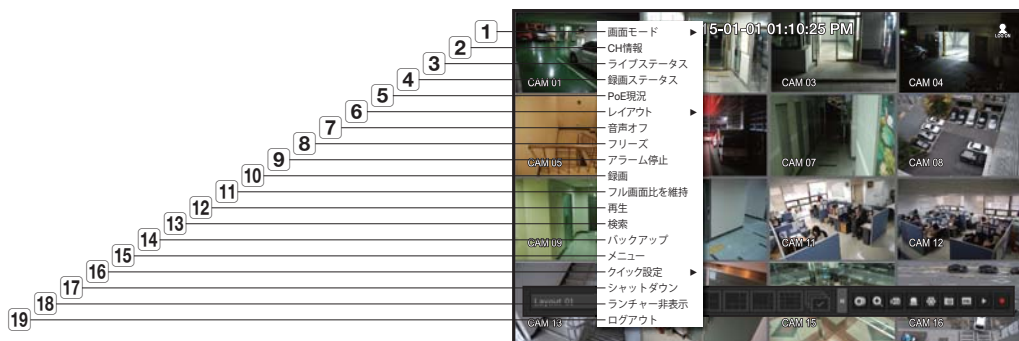 1 画面モード
2 CH情報
3 ライブステータス
4 録画ステータス
5 PoE現況
6 レイアウト
7 音声オフ
8 フリーズ
9 アラーム停止
10 録画
11 フル画面比を維持
12 再生
13 検索
14 バックアップ
15 メニュー
16 クイック設定
17 シャットダウン
18 ランチャー非表示
19 ログアウト
15-01-01 01:10:25 PM
LOG ON
CAM 01
CAM 03
CAM 04
CAM 05
CAM 07
CAM 08
CAM 09
CAM 11
CAM 12
Layout 01
CAM 13
CAM 15
CAM 16